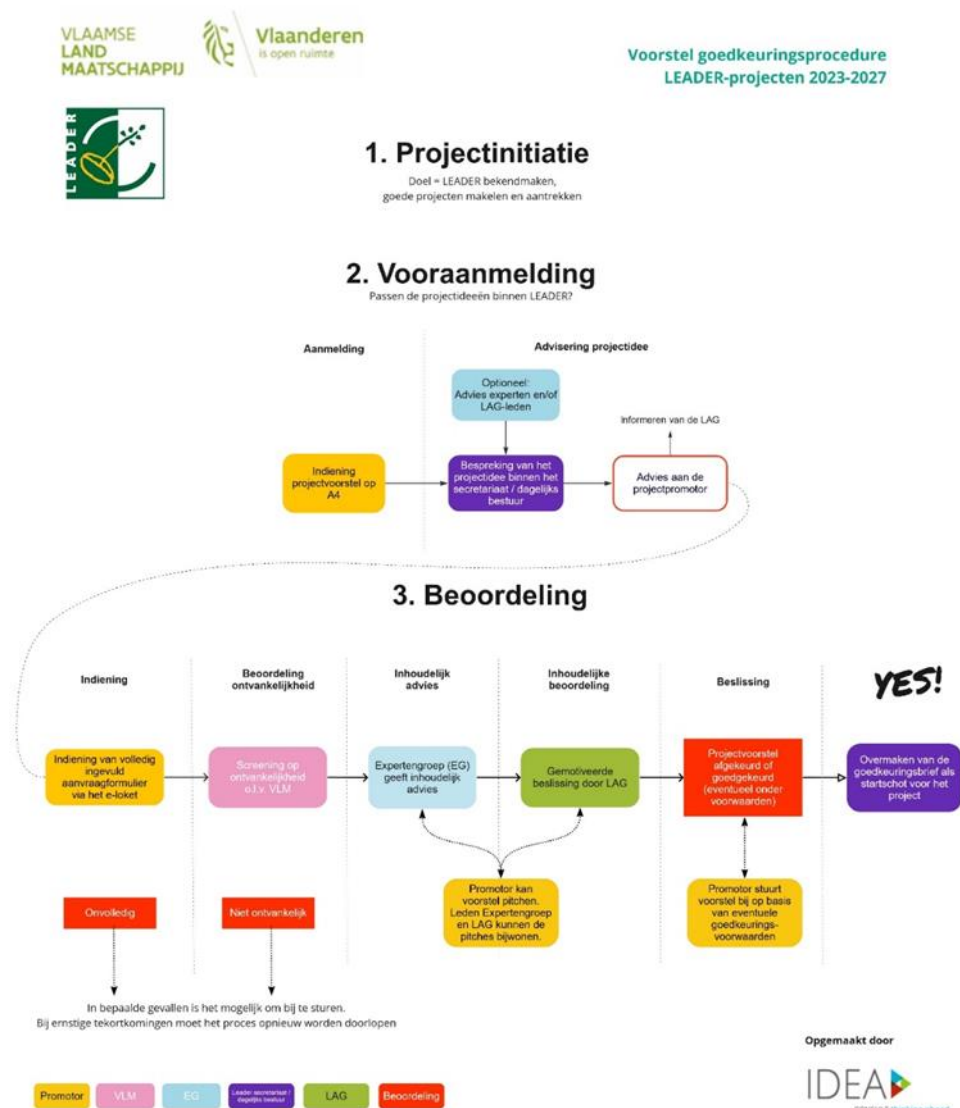 VLAAMSE
LAND
MAATSCHAPPIJ
Vlaanderen
is open ruimte
Voorstel goedkeuringsprocedure
LEADER-projecten 2023-2027
LEADER
1. Projectinitiatie
Doel = LEADER bekendmaken,
goede projecten makelen en aantrekken
2. Vooraanmelding
Passen de projectideeën binnen LEADER?
Aanmelding
Advisering projectidee
Optioneel:
Advies experten en/of
LAG-leden
Informeren van de LAG
Indiening
projectvoorstel op
A4
Bespreking van het
projectidee binnen het
secretariaat / dagelijks
bestuur
Advies aan de
projectpromotor
3. Beoordeling
Indiening
Beoordeling
ontvankelijkheid
Inhoudelijk
advies
Inhoudelijke
beoordeling
Beslissing
YES!
Indiening van volledig
ingevuld
aanvraagformulier
via het e-loket
Screening op
ontvankelijkheid
o.l.v. VLM
Expertengroep (EG)
geeft inhoudelijk
advies
Gemotiveerde
beslissing door LAG
Projectvoorstel
afgekeurd of
goedgekeurd
(eventueel onder
voorwaarden)
Overmaken van de
goedkeuringsbrief als
startschot voor het
project
Onvolledig
Niet ontvankelijk
Promotor kan
voorstel pitchen.
Leden Expertengroep
en LAG kunnen de
pitches bijwonen.
Promotor stuurt
voorstel bij op basis
van eventuele
goedkeurings-
voorwaarden
In bepaalde gevallen is het mogelijk om bij te sturen.
Bij ernstige tekortkomingen moet het proces opnieuw worden doorlopen
Opgemaakt door
Promotor
VLM
EG
Leader secretariaat /
dagelijks bestuur
LAG
Beoordeling
IDEA